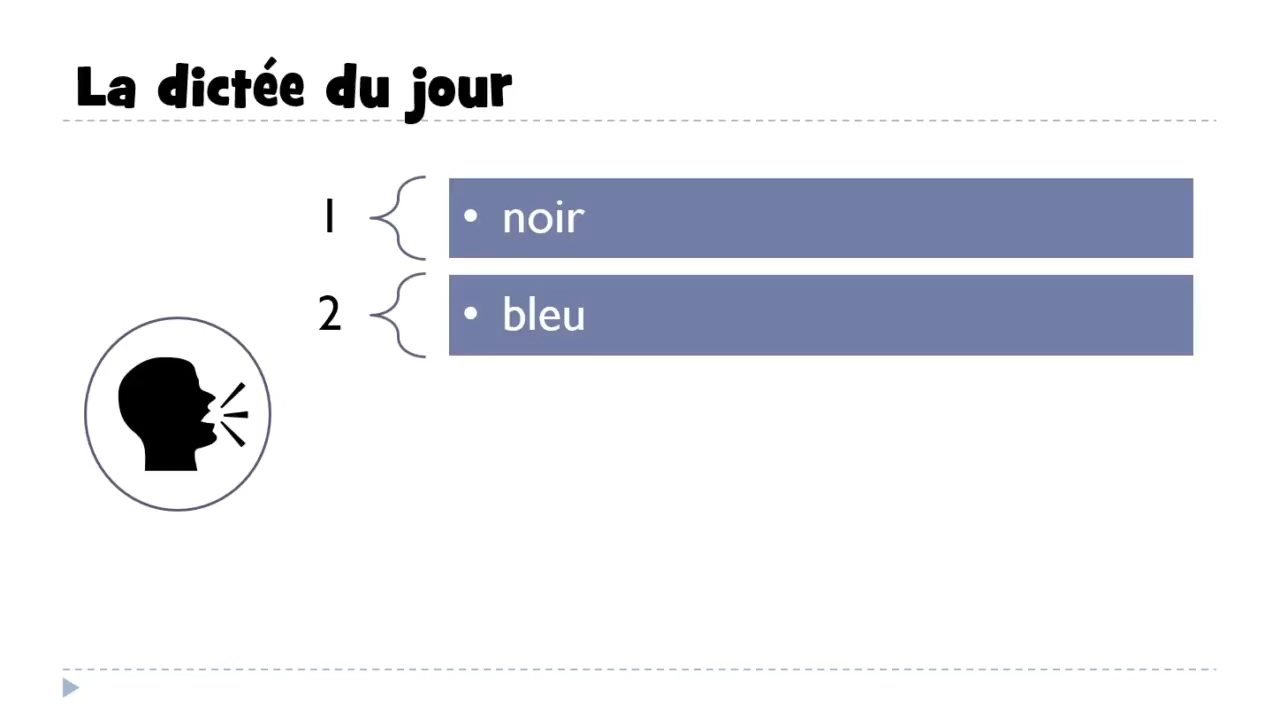 La dictée du jour
1
• noir
2
• bleu